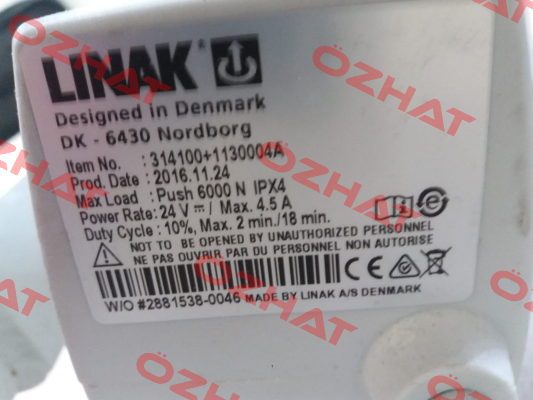 LINAK®
Designed in Denmark
DK - 6430 Nordborg
Item No. : 314100+1130004A
Prod. Date : 2016.11.24
Max Load : Push 6000 N IPX4
Power Rate : 24 V ⎓ / Max. 4.5 A
Duty Cycle : 10%, Max. 2 min./18 min.
NOT TO BE OPENED BY UNAUTHORIZED PERSONNEL
NE PAS OUVRIR PAR DU PERSONNEL NON AUTORISE
W/O #2881538-0046 MADE BY LINAK A/S DENMARK
CE
ÖZHAT
ÖZHAT
ÖZHAT
ÖZHAT
ÖZHAT
ÖZHAT
ÖZHAT